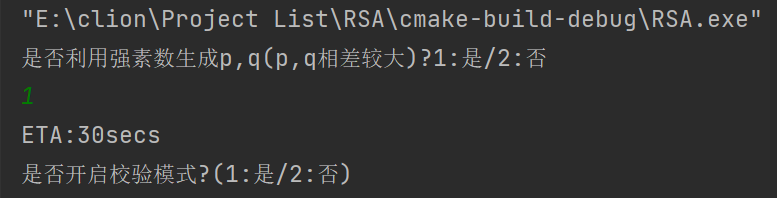 "E:\clion\Project List\RSA\cmake-build-debug\RSA.exe"
是否利用强素数生成p,q(p,q相差较大)?1:是/2:否
1
ETA:30secs
是否开启校验模式?(1:是/2:否)